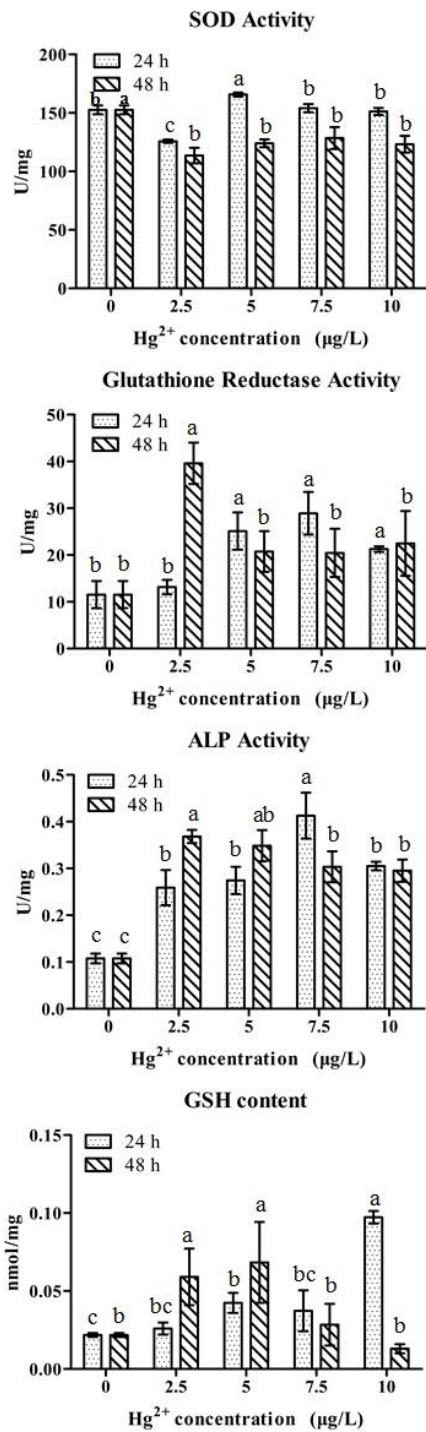 SOD Activity
200
150
100
50
0
U/mg
24 h
48 h
b a c b a b b b b b
0 2.5 5 7.5 10
Hg²⁺ concentration (µg/L)
Glutathione Reductase Activity
50
40
30
20
10
0
U/mg
24 h
48 h
b b b a a b a b b b
0 2.5 5 7.5 10
Hg²⁺ concentration (µg/L)
ALP Activity
0.5
0.4
0.3
0.2
0.1
0.0
U/mg
24 h
48 h
c c b a b ab a b b b
0 2.5 5 7.5 10
Hg²⁺ concentration (µg/L)
GSH content
0.15
0.10
0.05
0.00
nmol/mg
24 h
48 h
c b bc a b a bc b a b
0 2.5 5 7.5 10
Hg²⁺ concentration (µg/L)